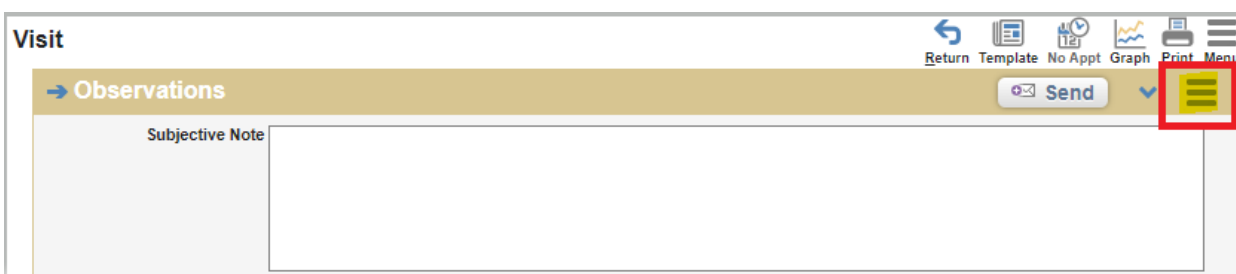 Visit
Return Template No Appt Graph Print Menu
Observations
Send
Subjective Note